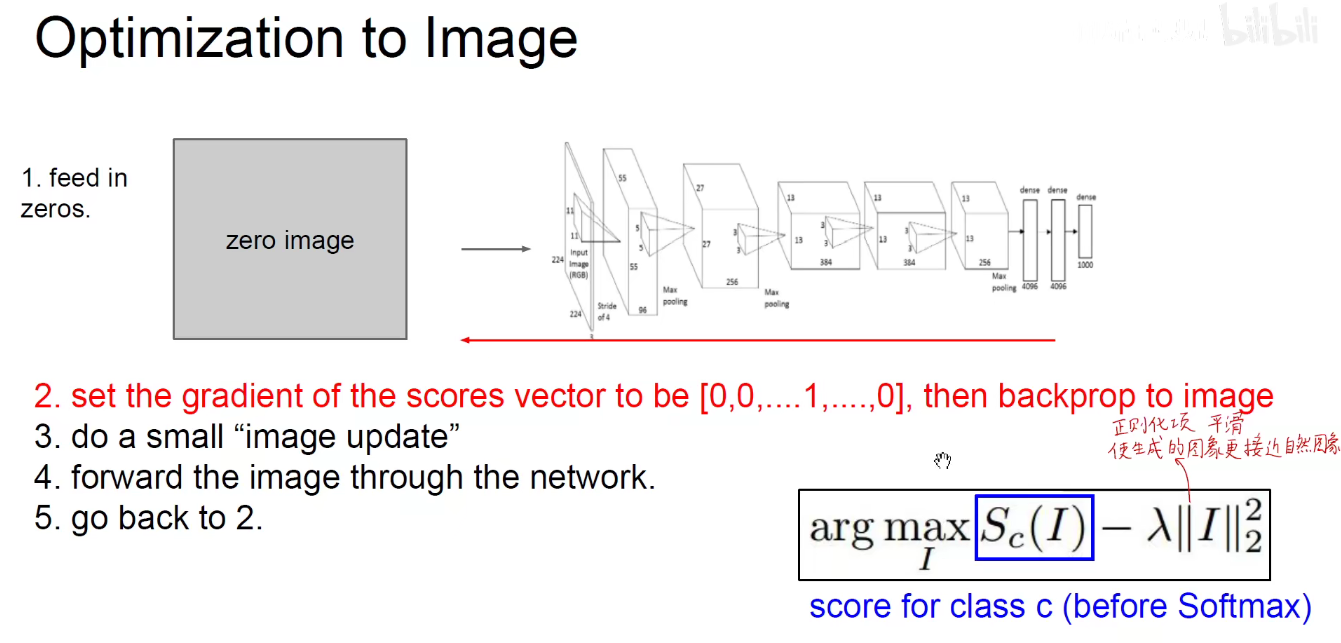 Optimization to Image
bilibili
1. feed in
zeros.
zero image
55
27
13
13
13
dense
dense
dense
11
11
5
5
3
3
3
3
3
3
27
13
13
13
55
224
Input
Image
(RGB)
384
384
256
1000
256
Max
pooling
4096
4096
Max
pooling
Max
pooling
224
Stride
of 4
96
3
2. set the gradient of the scores vector to be [0,0,....1,....,0], then backprop to image
3. do a small “image update”
正则化项 平滑
使生成的图象更接近自然图象
4. forward the image through the network.
5. go back to 2.
arg max_I S_c(I) − λ‖I‖₂²
score for class c (before Softmax)